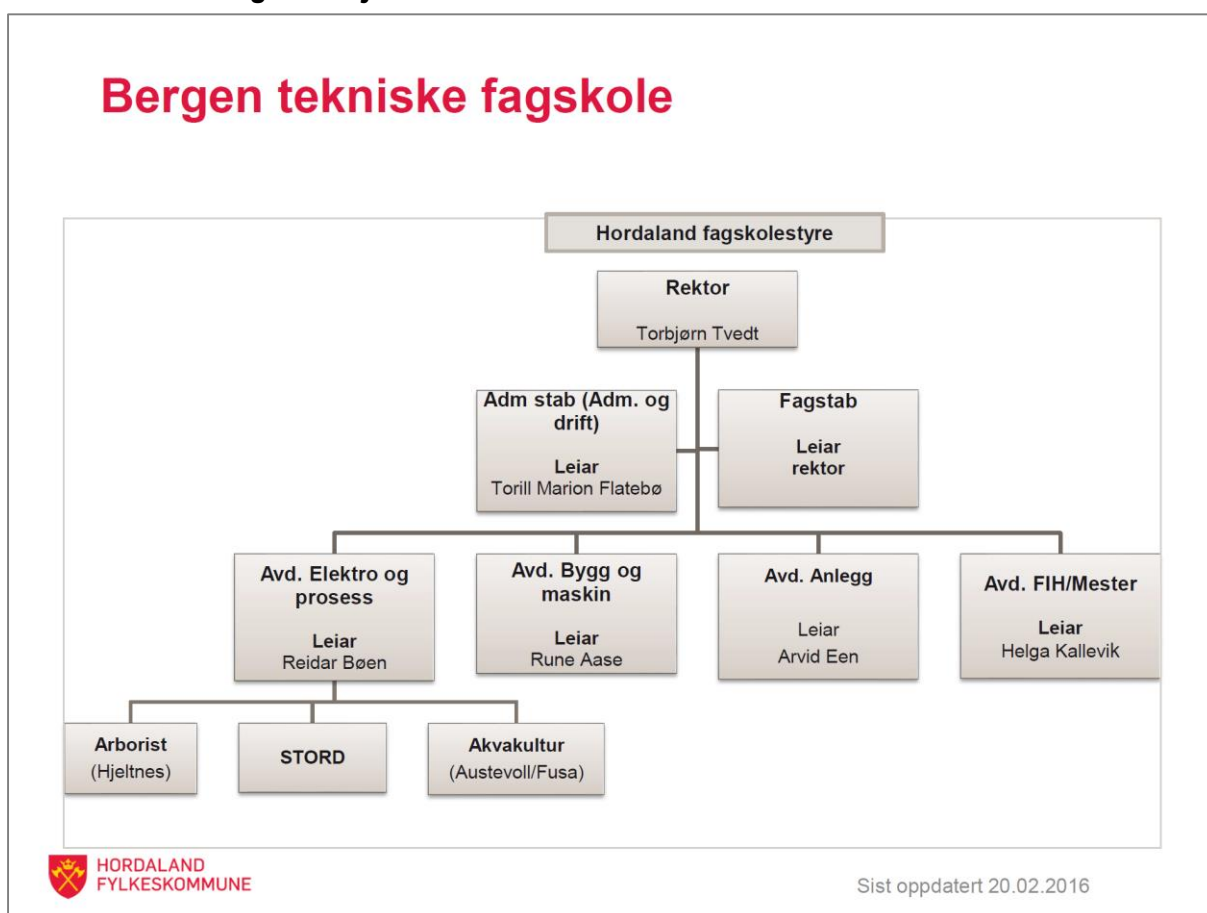 Bergen tekniske fagskole
Hordaland fagskolestyre
Rektor
Torbjørn Tvedt
Adm stab (Adm. og
drift)
Leiar
Torill Marion Flatebø
Fagstab
Leiar
rektor
Avd. Elektro og
prosess
Leiar
Reidar Bøen
Avd. Bygg og
maskin
Leiar
Rune Aase
Avd. Anlegg
Leiar
Arvid Een
Avd. FIH/Mester
Leiar
Helga Kallevik
Arborist
(Hjeltnes)
STORD
Akvakultur
(Austevoll/Fusa)
HORDALAND
FYLKESKOMMUNE
Sist oppdatert 20.02.2016